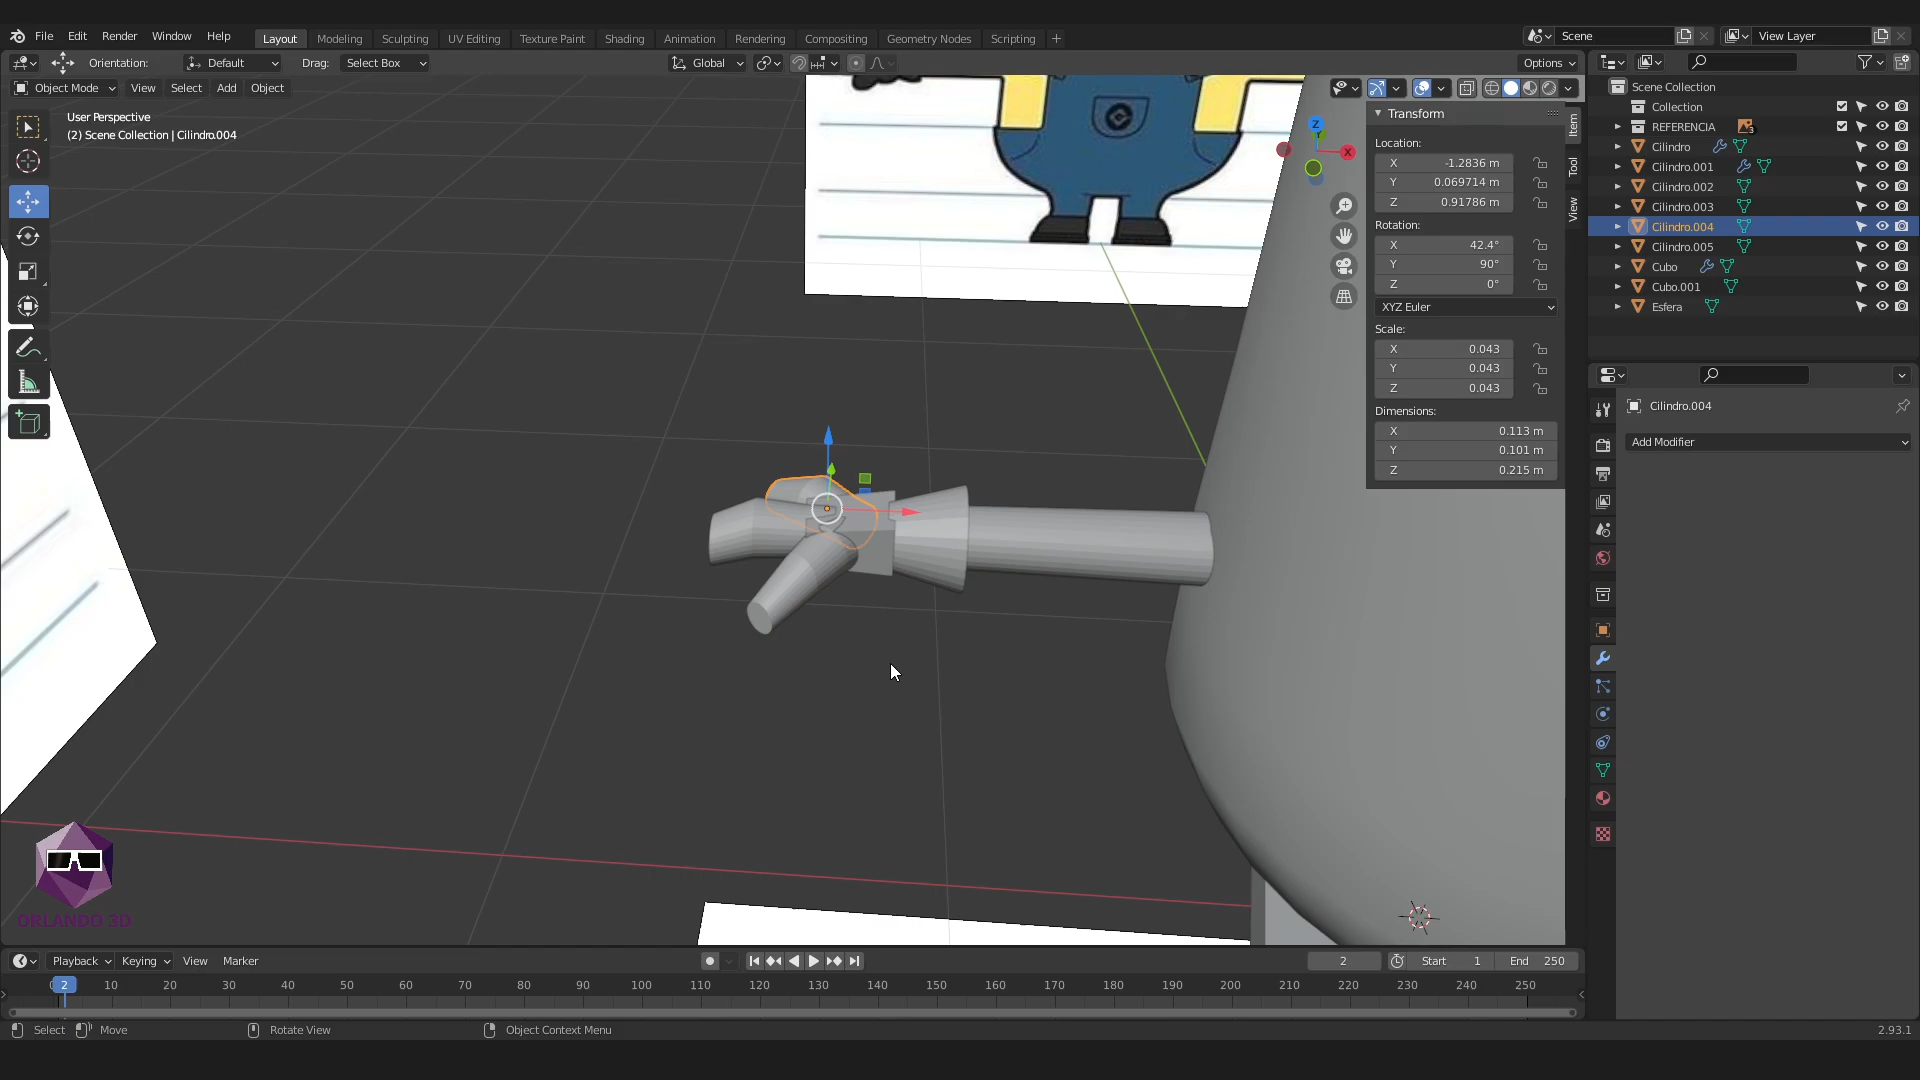 File Edit Render Window Help
Layout Modeling Sculpting UV Editing Texture Paint Shading Animation Rendering Compositing Geometry Nodes Scripting +
Scene
View Layer
Orientation: Default Drag: Select Box
Global
Options
Object Mode View Select Add Object
User Perspective
(2) Scene Collection | Cilindro.004
Z
Y
X
Transform
Location:
X -1.2836 m
Y 0.069714 m
Z 0.91786 m
Rotation:
X 42.4°
Y 90°
Z 0°
XYZ Euler
Scale:
X 0.043
Y 0.043
Z 0.043
Dimensions:
X 0.113 m
Y 0.101 m
Z 0.215 m
Item
Tool
View
Scene Collection
Collection
REFERENCIA 3
Cilindro
Cilindro.001
Cilindro.002
Cilindro.003
Cilindro.004
Cilindro.005
Cubo
Cubo.001
Esfera
Cilindro.004
Add Modifier
ORLANDO 3D
Playback Keying View Marker
2 Start 1 End 250
0 2 10 20 30 40 50 60 70 80 90 100 110 120 130 140 150 160 170 180 190 200 210 220 230 240 250
Select Move Rotate View Object Context Menu
2.93.1